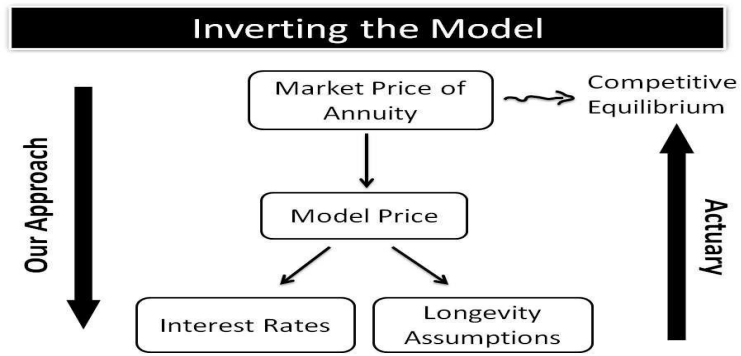 Inverting the Model
Market Price of
Annuity
Competitive
Equilibrium
Our Approach
Model Price
Actuary
Interest Rates
Longevity
Assumptions